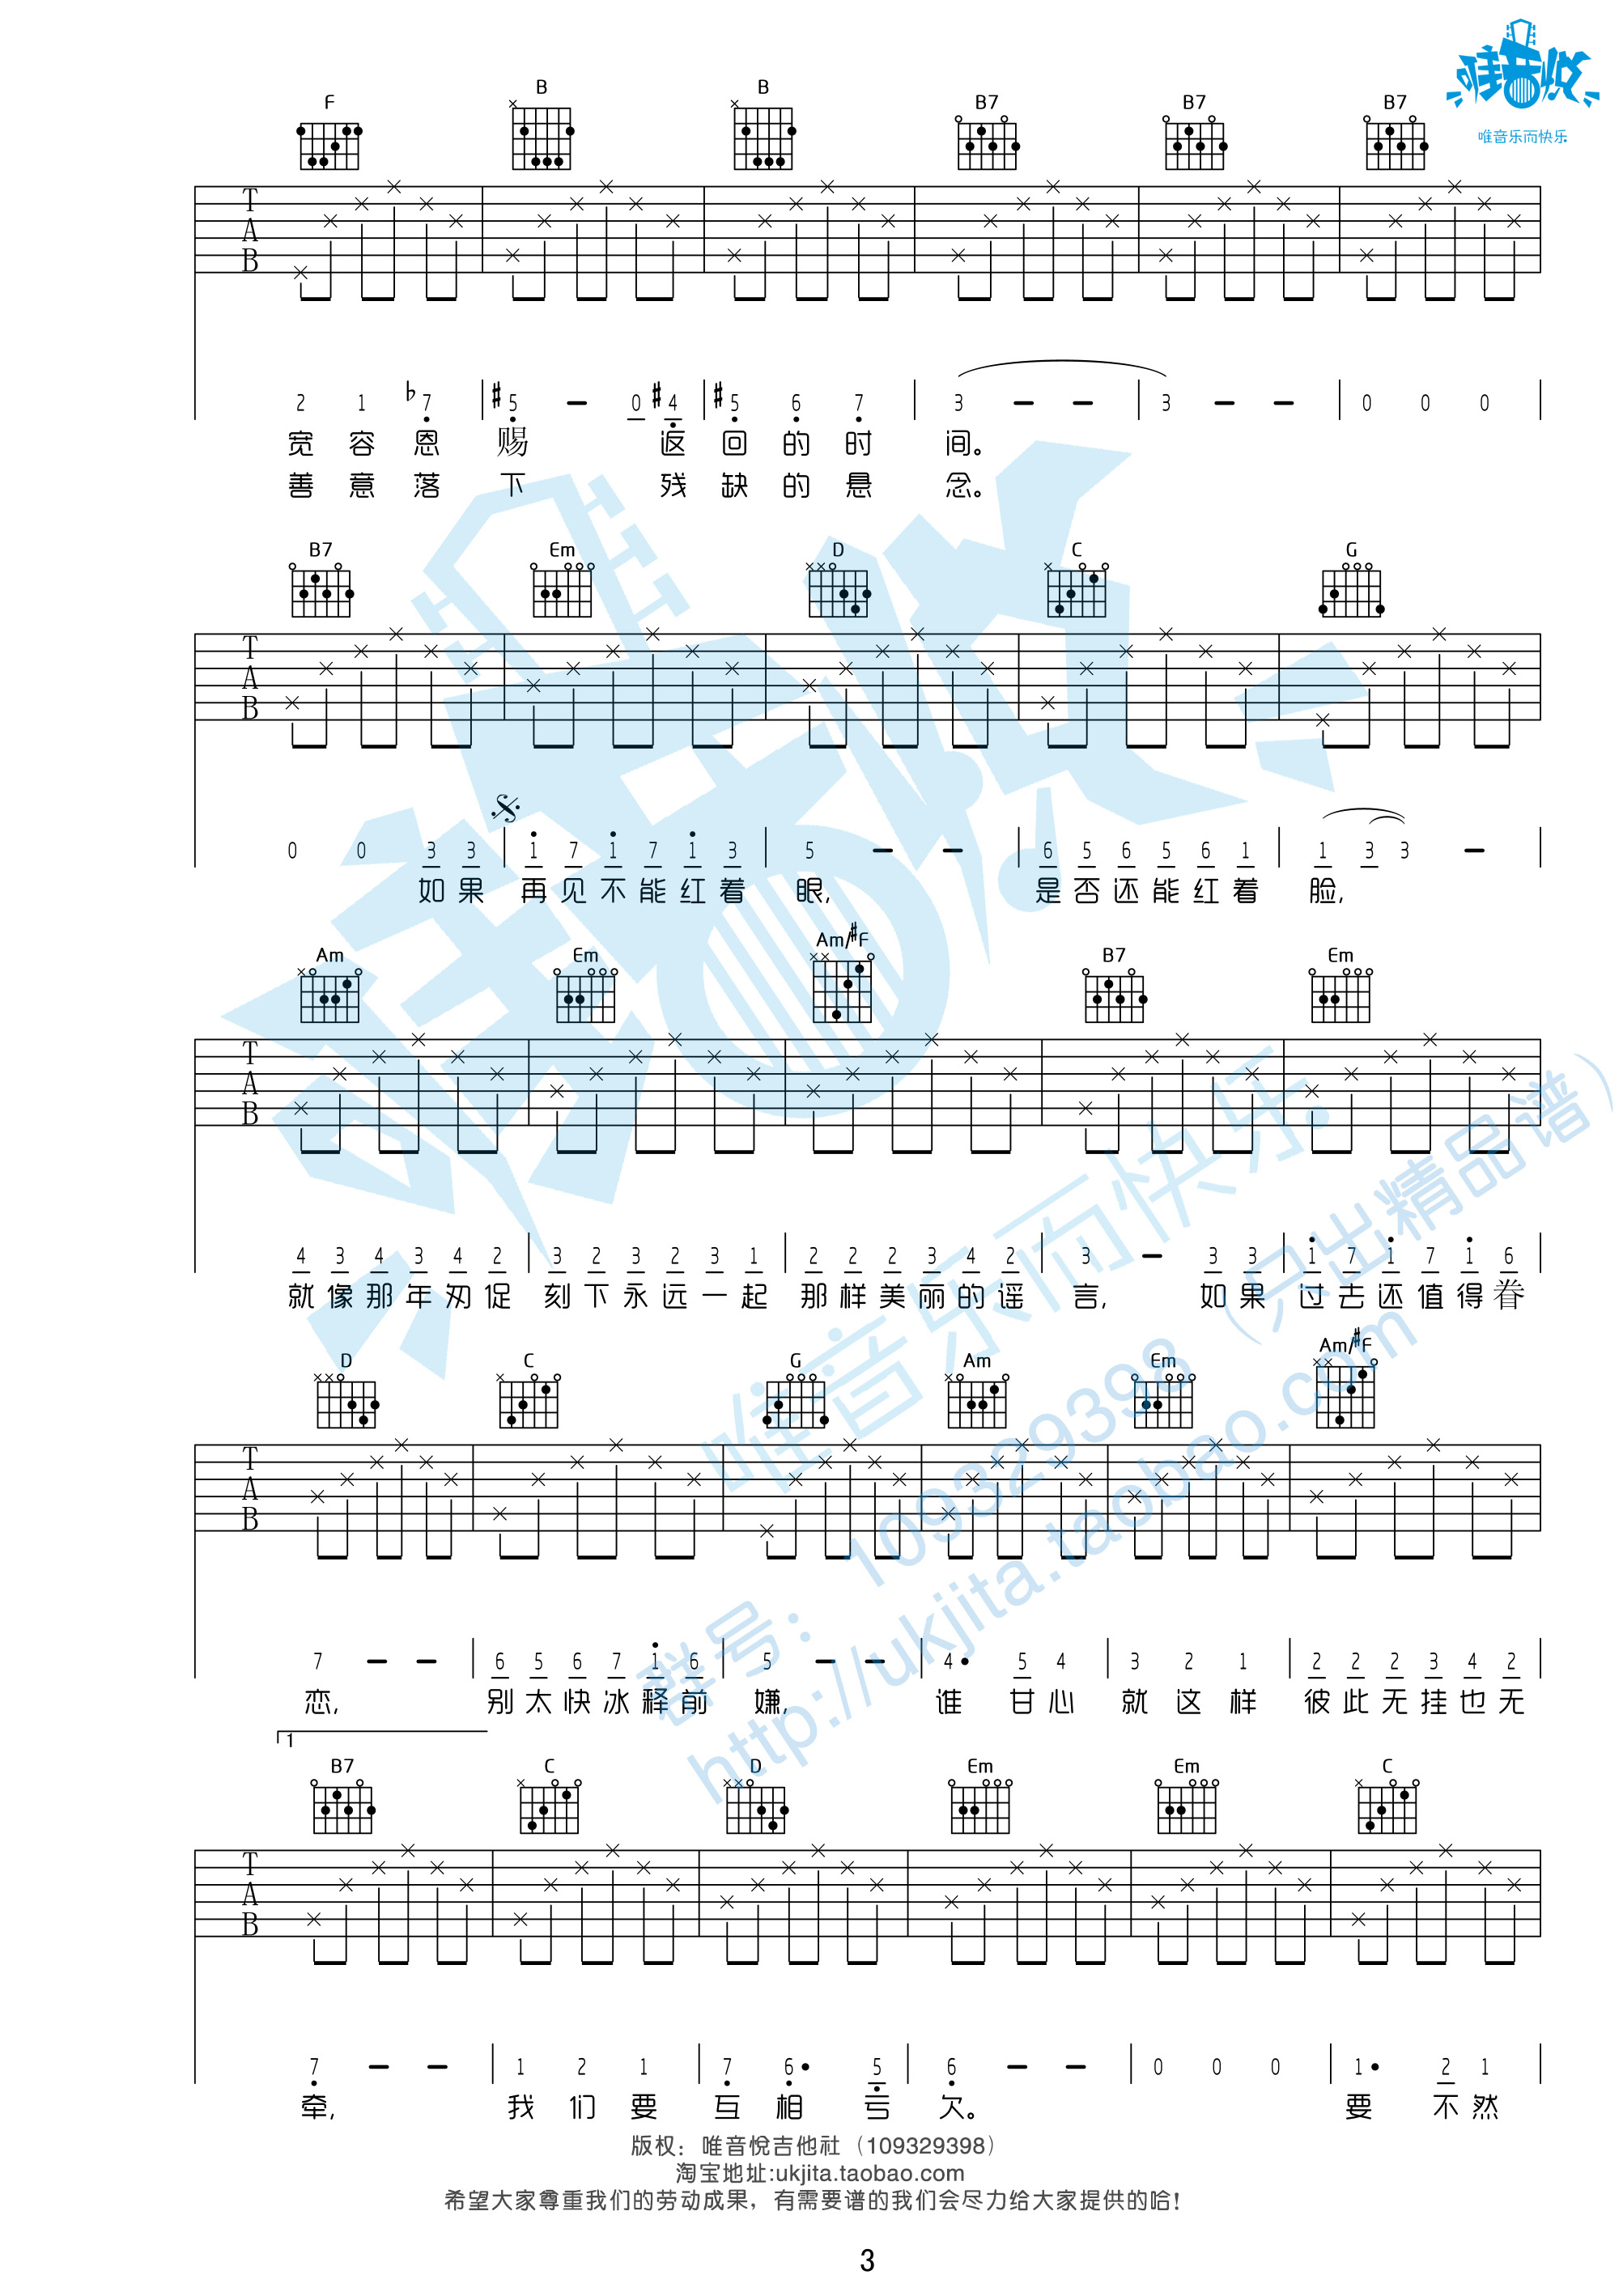 唯音悦
唯音乐而快乐
F B B B7 B7 B7
T
A
B
2 1 ♭7 | ♯5 – 0 ♯4 | ♯5 6 7 | 3 – – | 3 – – | 0 0 0
宽容恩赐 返回的时间。
善意落下 残缺的悬念。
B7 Em D C G
T
A
B
0 0 3 3 | 1 7 1 7 1 3 | 5 – – | 6 5 6 5 6 1 | 1 3 3 –
如果 再见不能红着眼, 是否还能红着脸,
Am Em Am/♯F B7 Em
T
A
B
4 3 4 3 4 2 | 3 2 3 2 3 1 | 2 2 2 3 4 2 | 3 – 3 3 | 1 7 1 7 1 6
就像那年匆促 刻下永远一起 那样美丽的谣言, 如果 过去还值得眷
D C G Am Em Am/♯F
T
A
B
7 – – | 6 5 6 7 1 6 | 5 – – | 4• 5 4 | 3 2 1 | 2 2 2 3 4 2
恋, 别太快冰释前嫌, 谁甘心 就这样 彼此无挂也无
1
B7 C D Em Em C
T
A
B
7 – – | 1 2 1 | 7 6• 5 | 6 – – | 0 0 0 | 1• 2 1
牵, 我们要 互相亏欠。 要不然
唯音乐而快乐
群号：109329398（只出精品谱）
http://ukjita.taobao.com
版权：唯音悦吉他社（109329398）
淘宝地址:ukjita.taobao.com
希望大家尊重我们的劳动成果，有需要谱的我们会尽力给大家提供的哈！
3